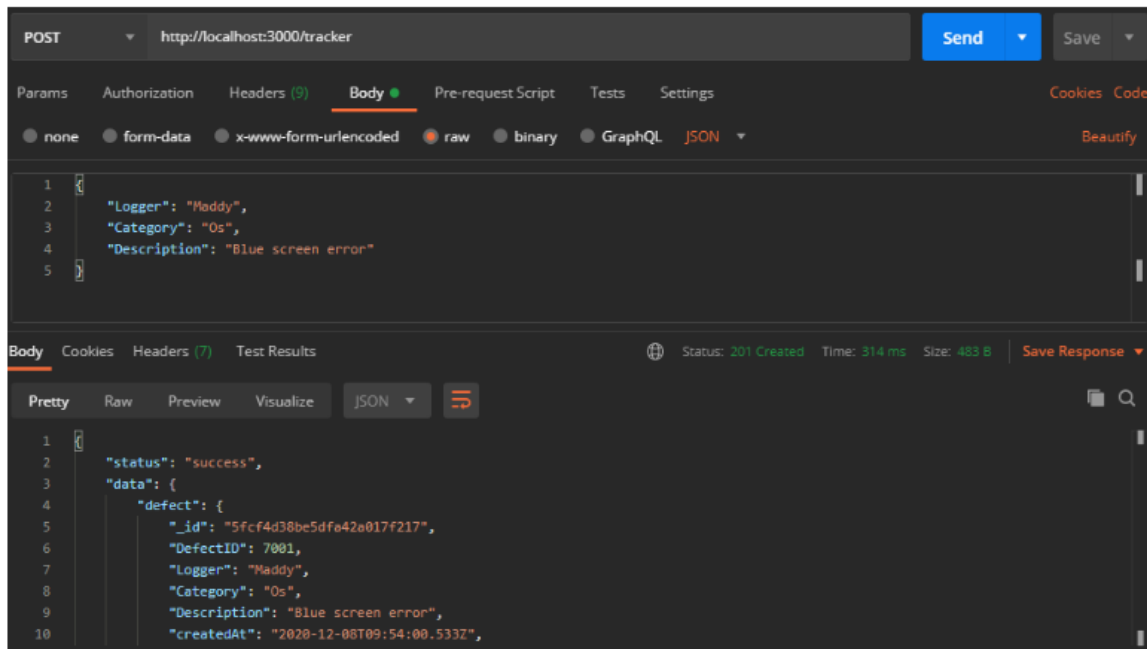 POST http://localhost:3000/tracker Send Save
Params Authorization Headers (9) Body Pre-request Script Tests Settings Cookies Code
none form-data x-www-form-urlencoded raw binary GraphQL JSON Beautify
1 {
2 "Logger": "Maddy",
3 "Category": "Os",
4 "Description": "Blue screen error"
5 }
Body Cookies Headers (7) Test Results Status: 201 Created Time: 314 ms Size: 483 B Save Response
Pretty Raw Preview Visualize JSON
1 {
2 "status": "success",
3 "data": {
4 "defect": {
5 "_id": "5fcf4d38be5dfa42a017f217",
6 "DefectID": 7001,
7 "Logger": "Maddy",
8 "Category": "Os",
9 "Description": "Blue screen error",
10 "createdAt": "2020-12-08T09:54:00.533Z",